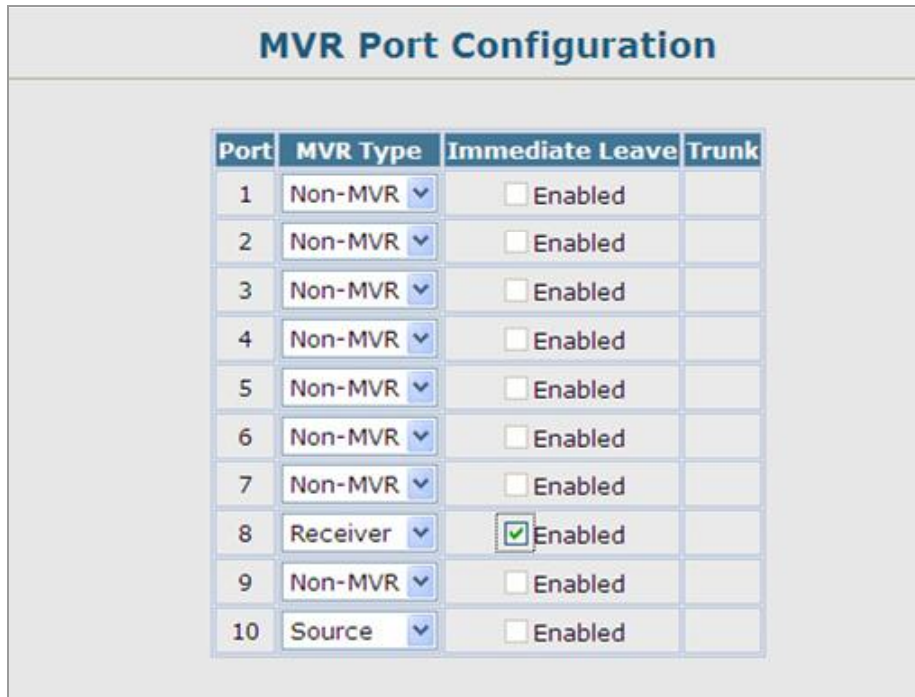 MVR Port Configuration
Port MVR Type Immediate Leave Trunk
1 Non-MVR Enabled
2 Non-MVR Enabled
3 Non-MVR Enabled
4 Non-MVR Enabled
5 Non-MVR Enabled
6 Non-MVR Enabled
7 Non-MVR Enabled
8 Receiver Enabled
9 Non-MVR Enabled
10 Source Enabled